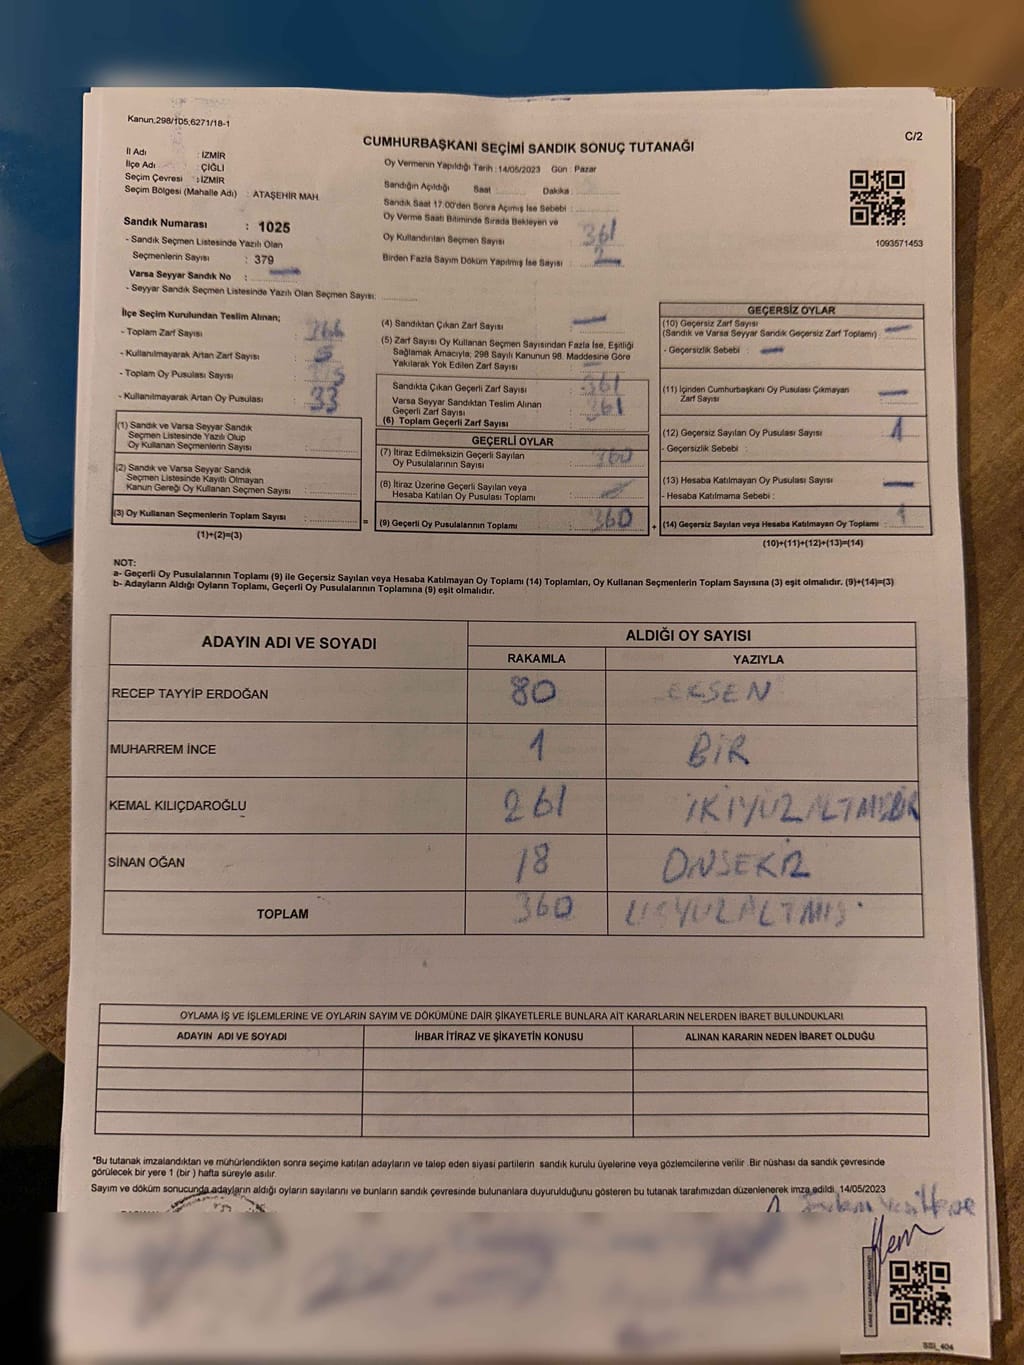 Kanun,298/105,6271/18-1
C/2
CUMHURBAŞKANI SEÇİMİ SANDIK SONUÇ TUTANAĞI
İl Adı : İZMİR
İlçe Adı : ÇİĞLİ
Seçim Çevresi : İZMİR
Seçim Bölgesi (Mahalle Adı) : ATAŞEHİR MAH.
Sandık Numarası : 1025
- Sandık Seçmen Listesinde Yazılı Olan
Seçmenlerin Sayısı : 379
Varsa Seyyar Sandık No :
- Seyyar Sandık Seçmen Listesinde Yazılı Olan Seçmen Sayısı:
Oy Vermenin Yapıldığı Tarih : 14/05/2023 Gün : Pazar
Sandığın Açıldığı Saat : Dakika :
Sandık Saat 17:00'den Sonra Açımış İse Sebebi :
Oy Verme Saati Bitiminde Sırada Bekleyen ve
Oy Kullandırılan Seçmen Sayısı : 361
Birden Fazla Sayım Döküm Yapılmış İse Sayısı :
1093571453
İlçe Seçim Kurulundan Teslim Alınan;
- Toplam Zarf Sayısı :
- Kullanılmayarak Artan Zarf Sayısı : 5
- Toplam Oy Pusulası Sayısı :
- Kullanılmayarak Artan Oy Pusulası : 33
(1) Sandık ve Varsa Seyyar Sandık
Seçmen Listesinde Yazılı Olup
Oy Kullanan Seçmenlerin Sayısı :
(2) Sandık ve Varsa Seyyar Sandık
Seçmen Listesinde Kayıtlı Olmayan
Kanun Gereği Oy Kullanan Seçmen Sayısı :
(3) Oy Kullanan Seçmenlerin Toplam Sayısı :
(1)+(2)=(3)
=
(4) Sandıktan Çıkan Zarf Sayısı :
(5) Zarf Sayısı Oy Kullanan Seçmen Sayısından Fazla İse, Eşitliği
Sağlamak Amacıyla; 298 Sayılı Kanunun 98. Maddesine Göre
Yakılarak Yok Edilen Zarf Sayısı :
Sandıkta Çıkan Geçerli Zarf Sayısı : 361
Varsa Seyyar Sandıktan Teslim Alınan
Geçerli Zarf Sayısı : 361
(6) Toplam Geçerli Zarf Sayısı :
GEÇERLİ OYLAR
(7) İtiraz Edilmeksizin Geçerli Sayılan
Oy Pusulalarının Sayısı : 360
(8) İtiraz Üzerine Geçerli Sayılan veya
Hesaba Katılan Oy Pusulası Toplamı :
(9) Geçerli Oy Pusulalarının Toplamı : 360
+
GEÇERSİZ OYLAR
(10) Geçersiz Zarf Sayısı :
(Sandık ve Varsa Seyyar Sandık Geçersiz Zarf Toplamı)
- Geçersizlik Sebebi :
(11) İçinden Cumhurbaşkanı Oy Pusulası Çıkmayan
Zarf Sayısı :
(12) Geçersiz Sayılan Oy Pusulası Sayısı : 1
- Geçersizlik Sebebi :
(13) Hesaba Katılmayan Oy Pusulası Sayısı :
- Hesaba Katılmama Sebebi :
(14) Geçersiz Sayılan veya Hesaba Katılmayan Oy Toplamı : 1
(10)+(11)+(12)+(13)=(14)
NOT:
a- Geçerli Oy Pusulalarının Toplamı (9) ile Geçersiz Sayılan veya Hesaba Katılmayan Oy Toplamı (14) Toplamları, Oy Kullanan Seçmenlerin Toplam Sayısına (3) eşit olmalıdır. (9)+(14)=(3)
b- Adayların Aldığı Oyların Toplamı, Geçerli Oy Pusulalarının Toplamına (9) eşit olmalıdır.
ADAYIN ADI VE SOYADI
ALDIĞI OY SAYISI
RAKAMLA YAZIYLA
RECEP TAYYİP ERDOĞAN 80 SEKSEN
MUHARREM İNCE 1 BİR
KEMAL KILIÇDAROĞLU 261 İKİYÜZALTMIŞBİR
SİNAN OĞAN 18 ONSEKİZ
TOPLAM 360 ÜÇYÜZALTMIŞ
OYLAMA İŞ VE İŞLEMLERİNE VE OYLARIN SAYIM VE DÖKÜMÜNE DAİR ŞİKAYETLERLE BUNLARA AİT KARARLARIN NELERDEN İBARET BULUNDUKLARI
ADAYIN ADI VE SOYADI İHBAR İTİRAZ VE ŞİKAYETİN KONUSU ALINAN KARARIN NEDEN İBARET OLDUĞU
*Bu tutanak imzalandıktan ve mühürlendikten sonra seçime katılan adayların ve talep eden siyasi partilerin sandık kurulu üyelerine veya gözlemcilerine verilir .Bir nüshası da sandık çevresinde
görülecek bir yere 1 (bir ) hafta süreyle asılır.
Sayım ve döküm sonucunda adayların aldığı oyların sayılarını ve bunların sandık çevresinde bulunanlara duyurulduğunu gösteren bu tutanak tarafımızdan düzenlenerek imza edildi. 14/05/2023
SSI_404